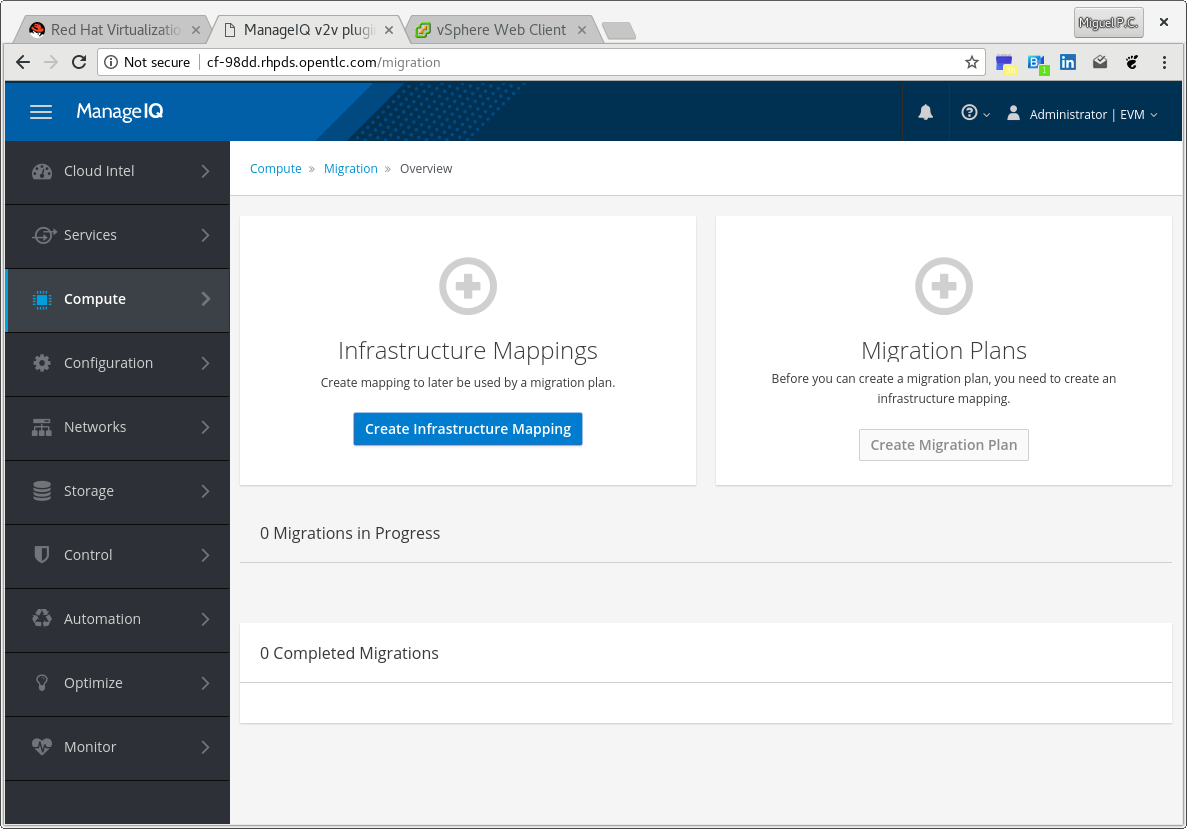 Red Hat Virtualizatio
ManageIQ v2v plugi
vSphere Web Client
Miguel P.C.
Not secure
cf-98dd.rhpds.opentlc.com/migration
1
ManageIQ
Administrator | EVM
Cloud Intel
Services
Compute
Configuration
Networks
Storage
Control
Automation
Optimize
Monitor
Compute » Migration » Overview
Infrastructure Mappings
Create mapping to later be used by a migration plan.
Create Infrastructure Mapping
Migration Plans
Before you can create a migration plan, you need to create an
infrastructure mapping.
Create Migration Plan
0 Migrations in Progress
0 Completed Migrations